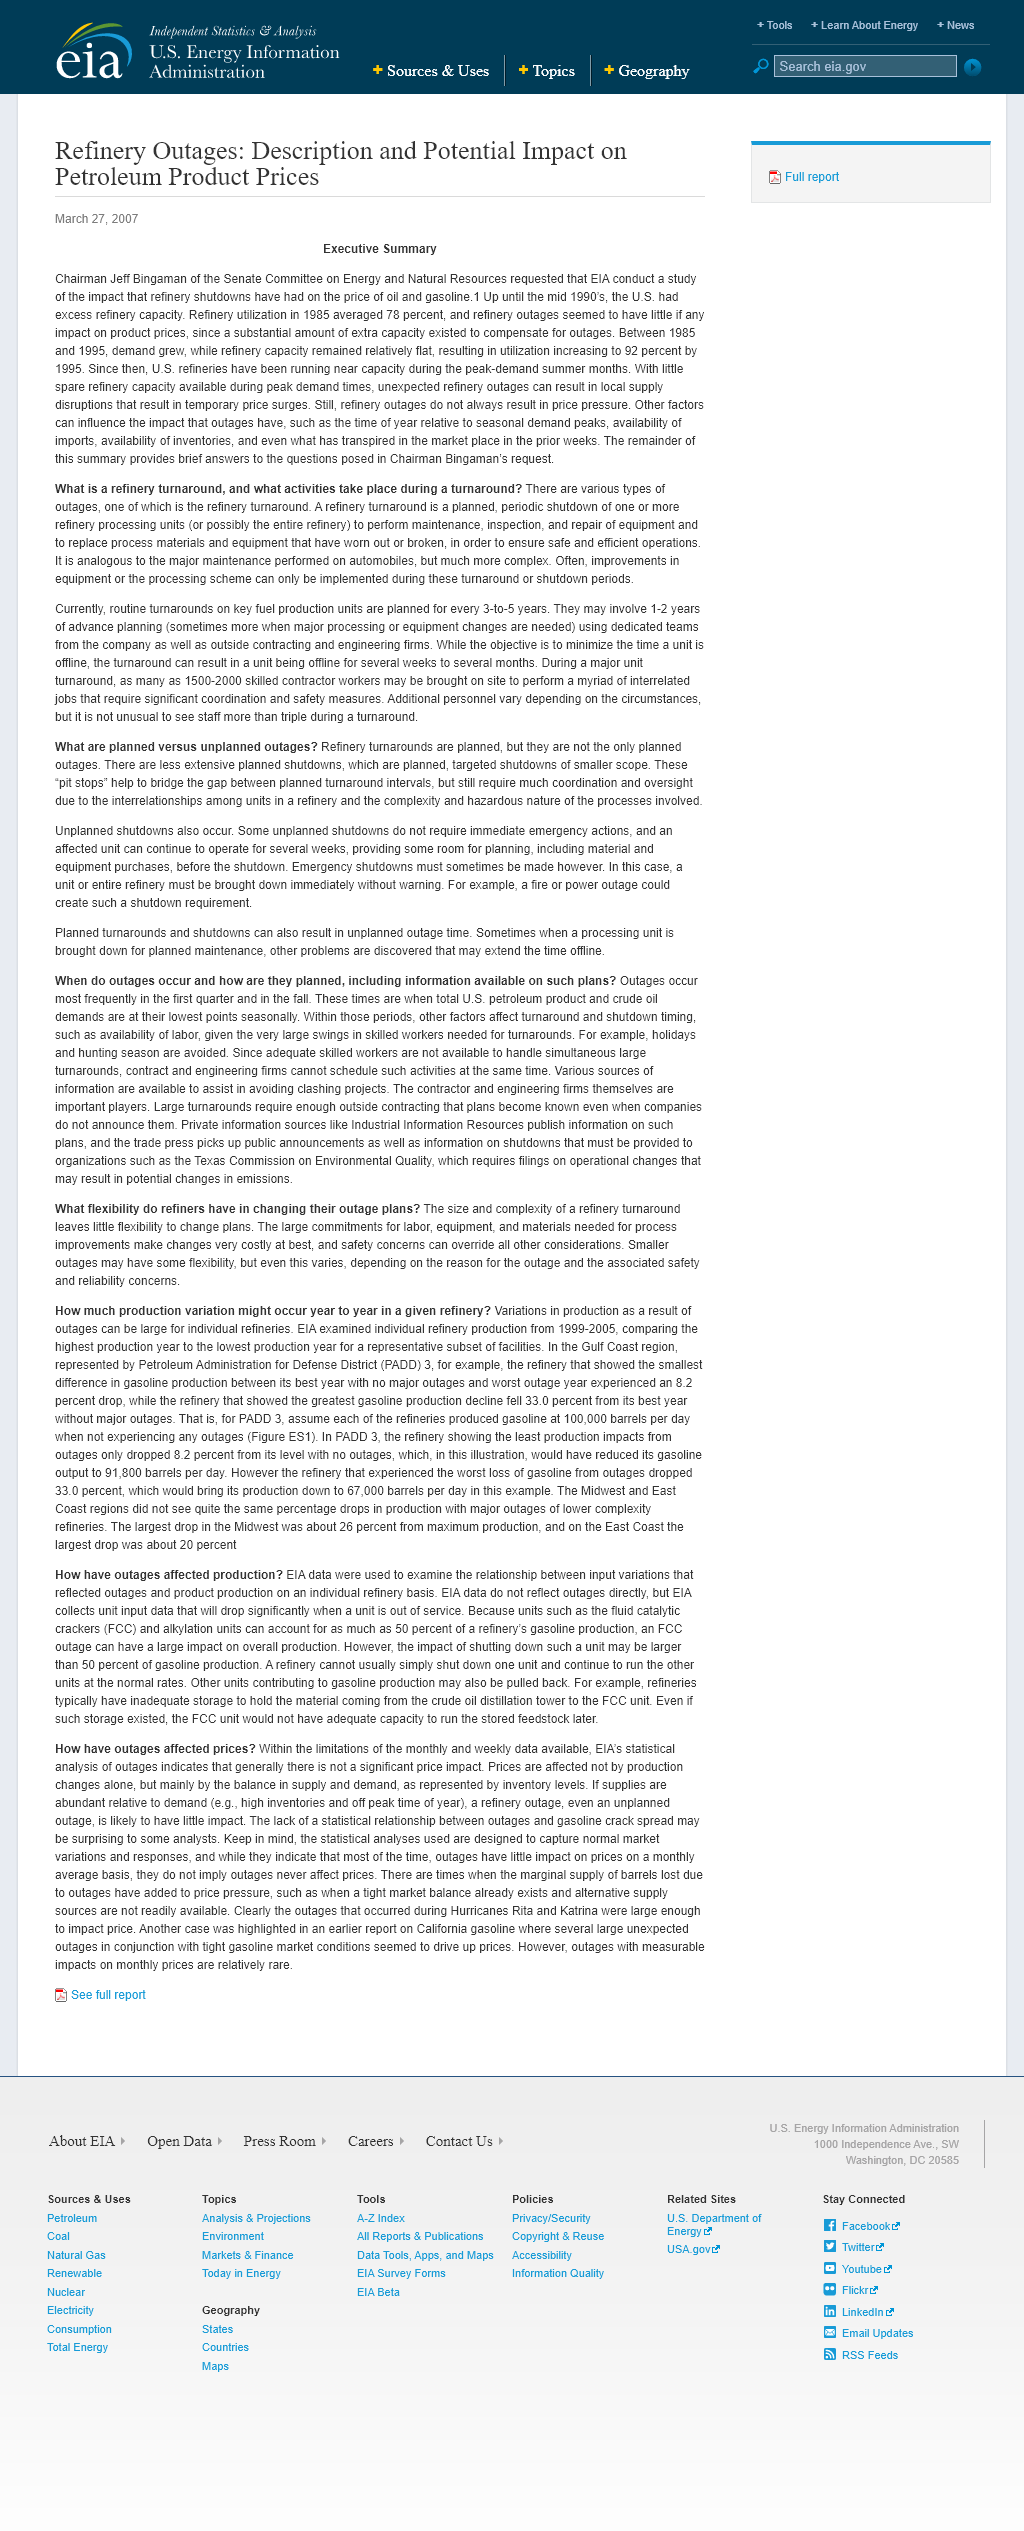 eia
Independent Statistics & Analysis
U.S. Energy Information
Administration
+ Sources & Uses
+ Topics
+ Geography
+ Tools
+ Learn About Energy
+ News
Search eia.gov
Refinery Outages: Description and Potential Impact on
Petroleum Product Prices
Full report
March 27, 2007
Executive Summary
Chairman Jeff Bingaman of the Senate Committee on Energy and Natural Resources requested that EIA conduct a study
of the impact that refinery shutdowns have had on the price of oil and gasoline.1 Up until the mid 1990's, the U.S. had
excess refinery capacity. Refinery utilization in 1985 averaged 78 percent, and refinery outages seemed to have little if any
impact on product prices, since a substantial amount of extra capacity existed to compensate for outages. Between 1985
and 1995, demand grew, while refinery capacity remained relatively flat, resulting in utilization increasing to 92 percent by
1995. Since then, U.S. refineries have been running near capacity during the peak-demand summer months. With little
spare refinery capacity available during peak demand times, unexpected refinery outages can result in local supply
disruptions that result in temporary price surges. Still, refinery outages do not always result in price pressure. Other factors
can influence the impact that outages have, such as the time of year relative to seasonal demand peaks, availability of
imports, availability of inventories, and even what has transpired in the market place in the prior weeks. The remainder of
this summary provides brief answers to the questions posed in Chairman Bingaman's request.
What is a refinery turnaround, and what activities take place during a turnaround? There are various types of
outages, one of which is the refinery turnaround. A refinery turnaround is a planned, periodic shutdown of one or more
refinery processing units (or possibly the entire refinery) to perform maintenance, inspection, and repair of equipment and
to replace process materials and equipment that have worn out or broken, in order to ensure safe and efficient operations.
It is analogous to the major maintenance performed on automobiles, but much more complex. Often, improvements in
equipment or the processing scheme can only be implemented during these turnaround or shutdown periods.
Currently, routine turnarounds on key fuel production units are planned for every 3-to-5 years. They may involve 1-2 years
of advance planning (sometimes more when major processing or equipment changes are needed) using dedicated teams
from the company as well as outside contracting and engineering firms. While the objective is to minimize the time a unit is
offline, the turnaround can result in a unit being offline for several weeks to several months. During a major unit
turnaround, as many as 1500-2000 skilled contractor workers may be brought on site to perform a myriad of interrelated
jobs that require significant coordination and safety measures. Additional personnel vary depending on the circumstances,
but it is not unusual to see staff more than triple during a turnaround.
What are planned versus unplanned outages? Refinery turnarounds are planned, but they are not the only planned
outages. There are less extensive planned shutdowns, which are planned, targeted shutdowns of smaller scope. These
“pit stops” help to bridge the gap between planned turnaround intervals, but still require much coordination and oversight
due to the interrelationships among units in a refinery and the complexity and hazardous nature of the processes involved.
Unplanned shutdowns also occur. Some unplanned shutdowns do not require immediate emergency actions, and an
affected unit can continue to operate for several weeks, providing some room for planning, including material and
equipment purchases, before the shutdown. Emergency shutdowns must sometimes be made however. In this case, a
unit or entire refinery must be brought down immediately without warning. For example, a fire or power outage could
create such a shutdown requirement.
Planned turnarounds and shutdowns can also result in unplanned outage time. Sometimes when a processing unit is
brought down for planned maintenance, other problems are discovered that may extend the time offline.
When do outages occur and how are they planned, including information available on such plans? Outages occur
most frequently in the first quarter and in the fall. These times are when total U.S. petroleum product and crude oil
demands are at their lowest points seasonally. Within those periods, other factors affect turnaround and shutdown timing,
such as availability of labor, given the very large swings in skilled workers needed for turnarounds. For example, holidays
and hunting season are avoided. Since adequate skilled workers are not available to handle simultaneous large
turnarounds, contract and engineering firms cannot schedule such activities at the same time. Various sources of
information are available to assist in avoiding clashing projects. The contractor and engineering firms themselves are
important players. Large turnarounds require enough outside contracting that plans become known even when companies
do not announce them. Private information sources like Industrial Information Resources publish information on such
plans, and the trade press picks up public announcements as well as information on shutdowns that must be provided to
organizations such as the Texas Commission on Environmental Quality, which requires filings on operational changes that
may result in potential changes in emissions.
What flexibility do refiners have in changing their outage plans? The size and complexity of a refinery turnaround
leaves little flexibility to change plans. The large commitments for labor, equipment, and materials needed for process
improvements make changes very costly at best, and safety concerns can override all other considerations. Smaller
outages may have some flexibility, but even this varies, depending on the reason for the outage and the associated safety
and reliability concerns.
How much production variation might occur year to year in a given refinery? Variations in production as a result of
outages can be large for individual refineries. EIA examined individual refinery production from 1999-2005, comparing the
highest production year to the lowest production year for a representative subset of facilities. In the Gulf Coast region,
represented by Petroleum Administration for Defense District (PADD) 3, for example, the refinery that showed the smallest
difference in gasoline production between its best year with no major outages and worst outage year experienced an 8.2
percent drop, while the refinery that showed the greatest gasoline production decline fell 33.0 percent from its best year
without major outages. That is, for PADD 3, assume each of the refineries produced gasoline at 100,000 barrels per day
when not experiencing any outages (Figure ES1). In PADD 3, the refinery showing the least production impacts from
outages only dropped 8.2 percent from its level with no outages, which, in this illustration, would have reduced its gasoline
output to 91,800 barrels per day. However the refinery that experienced the worst loss of gasoline from outages dropped
33.0 percent, which would bring its production down to 67,000 barrels per day in this example. The Midwest and East
Coast regions did not see quite the same percentage drops in production with major outages of lower complexity
refineries. The largest drop in the Midwest was about 26 percent from maximum production, and on the East Coast the
largest drop was about 20 percent
How have outages affected production? EIA data were used to examine the relationship between input variations that
reflected outages and product production on an individual refinery basis. EIA data do not reflect outages directly, but EIA
collects unit input data that will drop significantly when a unit is out of service. Because units such as the fluid catalytic
crackers (FCC) and alkylation units can account for as much as 50 percent of a refinery's gasoline production, an FCC
outage can have a large impact on overall production. However, the impact of shutting down such a unit may be larger
than 50 percent of gasoline production. A refinery cannot usually simply shut down one unit and continue to run the other
units at the normal rates. Other units contributing to gasoline production may also be pulled back. For example, refineries
typically have inadequate storage to hold the material coming from the crude oil distillation tower to the FCC unit. Even if
such storage existed, the FCC unit would not have adequate capacity to run the stored feedstock later.
How have outages affected prices? Within the limitations of the monthly and weekly data available, EIA's statistical
analysis of outages indicates that generally there is not a significant price impact. Prices are affected not by production
changes alone, but mainly by the balance in supply and demand, as represented by inventory levels. If supplies are
abundant relative to demand (e.g., high inventories and off peak time of year), a refinery outage, even an unplanned
outage, is likely to have little impact. The lack of a statistical relationship between outages and gasoline crack spread may
be surprising to some analysts. Keep in mind, the statistical analyses used are designed to capture normal market
variations and responses, and while they indicate that most of the time, outages have little impact on prices on a monthly
average basis, they do not imply outages never affect prices. There are times when the marginal supply of barrels lost due
to outages have added to price pressure, such as when a tight market balance already exists and alternative supply
sources are not readily available. Clearly the outages that occurred during Hurricanes Rita and Katrina were large enough
to impact price. Another case was highlighted in an earlier report on California gasoline where several large unexpected
outages in conjunction with tight gasoline market conditions seemed to drive up prices. However, outages with measurable
impacts on monthly prices are relatively rare.
See full report
About EIA
Open Data
Press Room
Careers
Contact Us
U.S. Energy Information Administration
1000 Independence Ave., SW
Washington, DC 20585
Sources & Uses
Petroleum
Coal
Natural Gas
Renewable
Nuclear
Electricity
Consumption
Total Energy
Topics
Analysis & Projections
Environment
Markets & Finance
Today in Energy
Geography
States
Countries
Maps
Tools
A-Z Index
All Reports & Publications
Data Tools, Apps, and Maps
EIA Survey Forms
EIA Beta
Policies
Privacy/Security
Copyright & Reuse
Accessibility
Information Quality
Related Sites
U.S. Department of
Energy
USA.gov
Stay Connected
Facebook
Twitter
Youtube
Flickr
LinkedIn
Email Updates
RSS Feeds